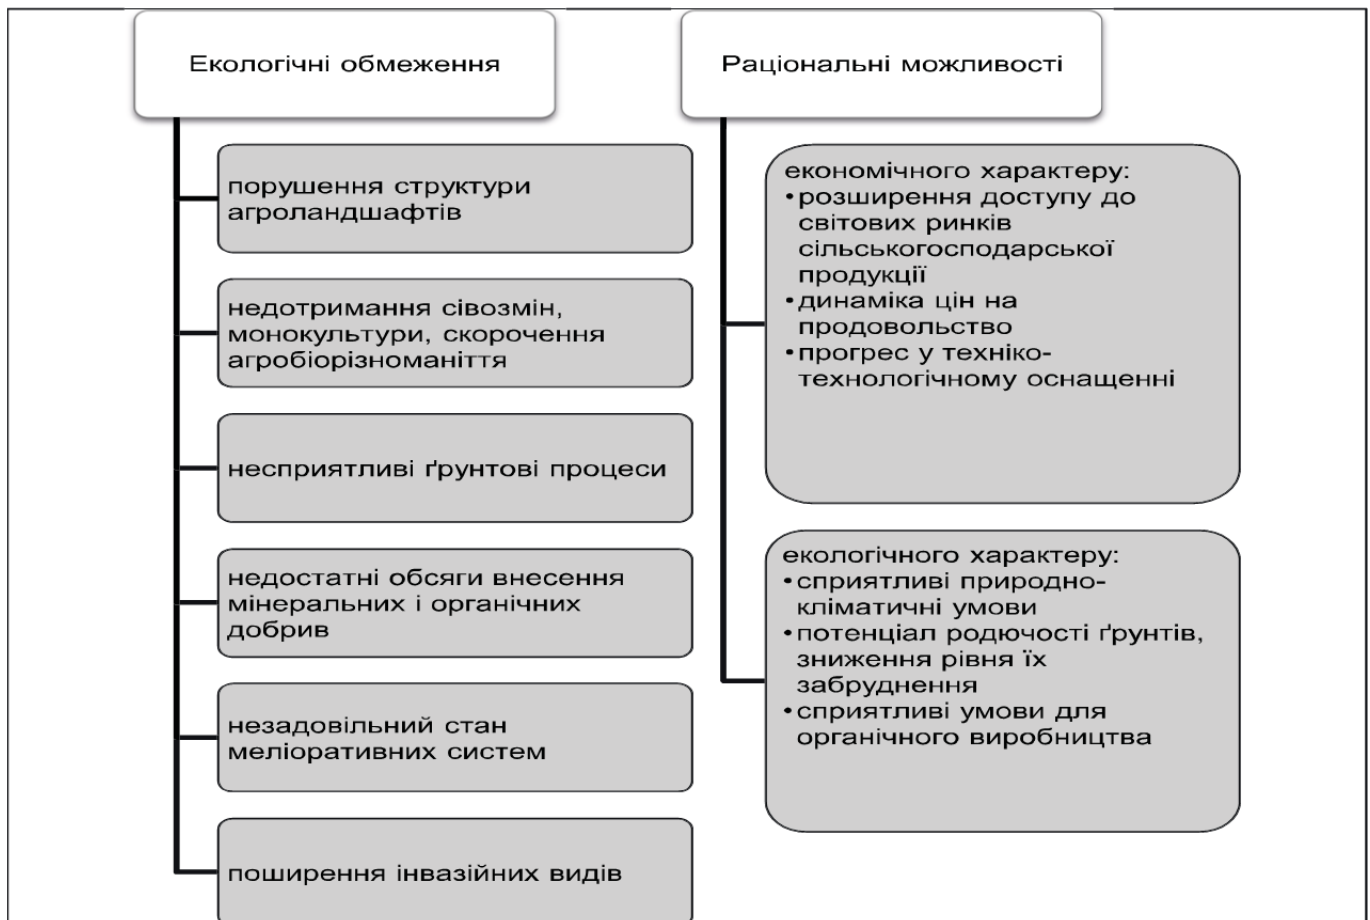 Екологічні обмеження
порушення структури
агроландшафтів
недотримання сівозмін,
монокультури, скорочення
агробіорізноманіття
несприятливі ґрунтові процеси
недостатні обсяги внесення
мінеральних і органічних
добрив
незадовільний стан
меліоративних систем
поширення інвазійних видів
Раціональні можливості
економічного характеру:
•розширення доступу до
світових ринків
сільськогосподарської
продукції
•динаміка цін на
продовольство
•прогрес у техніко-
технологічному оснащенні
екологічного характеру:
•сприятливі природно-
кліматичні умови
•потенціал родючості ґрунтів,
зниження рівня їх
забруднення
•сприятливі умови для
органічного виробництва